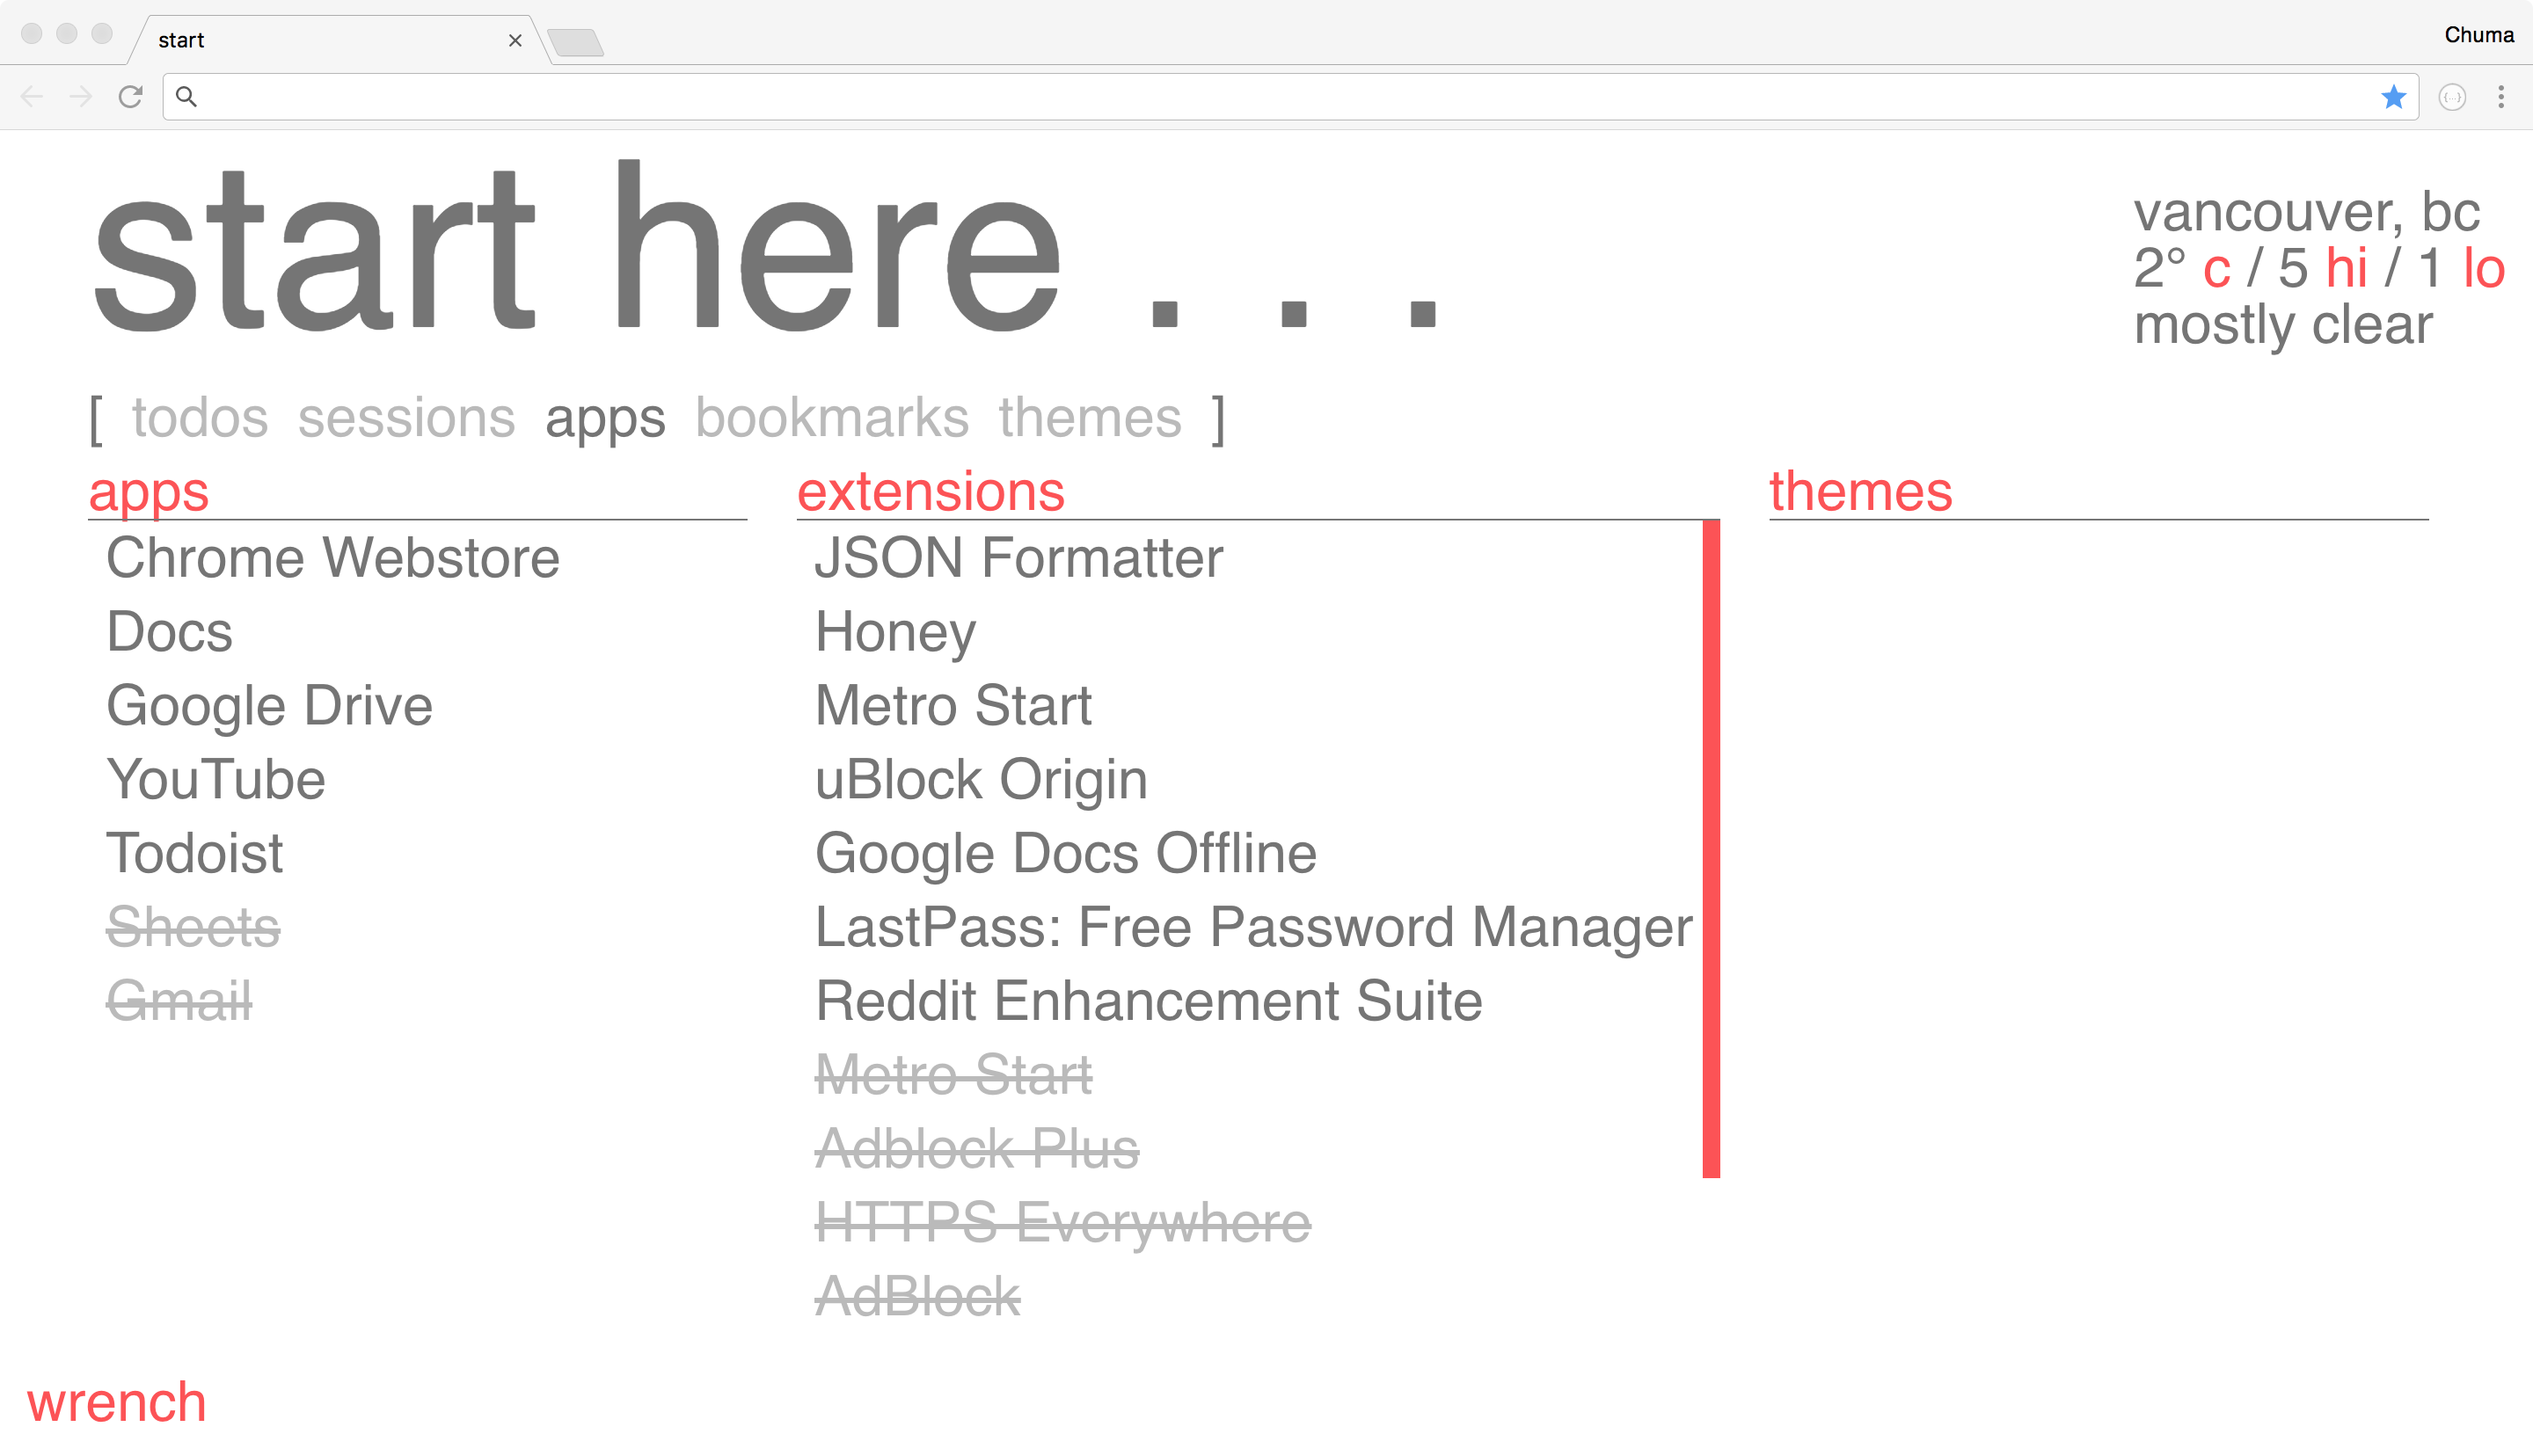 start
Chuma
start here . . .
vancouver, bc
2° c / 5 hi / 1 lo
mostly clear
[ todos sessions apps bookmarks themes ]
apps
Chrome Webstore
Docs
Google Drive
YouTube
Todoist
Sheets
Gmail
extensions
JSON Formatter
Honey
Metro Start
uBlock Origin
Google Docs Offline
LastPass: Free Password Manager
Reddit Enhancement Suite
Metro Start
Adblock Plus
HTTPS Everywhere
AdBlock
themes
wrench